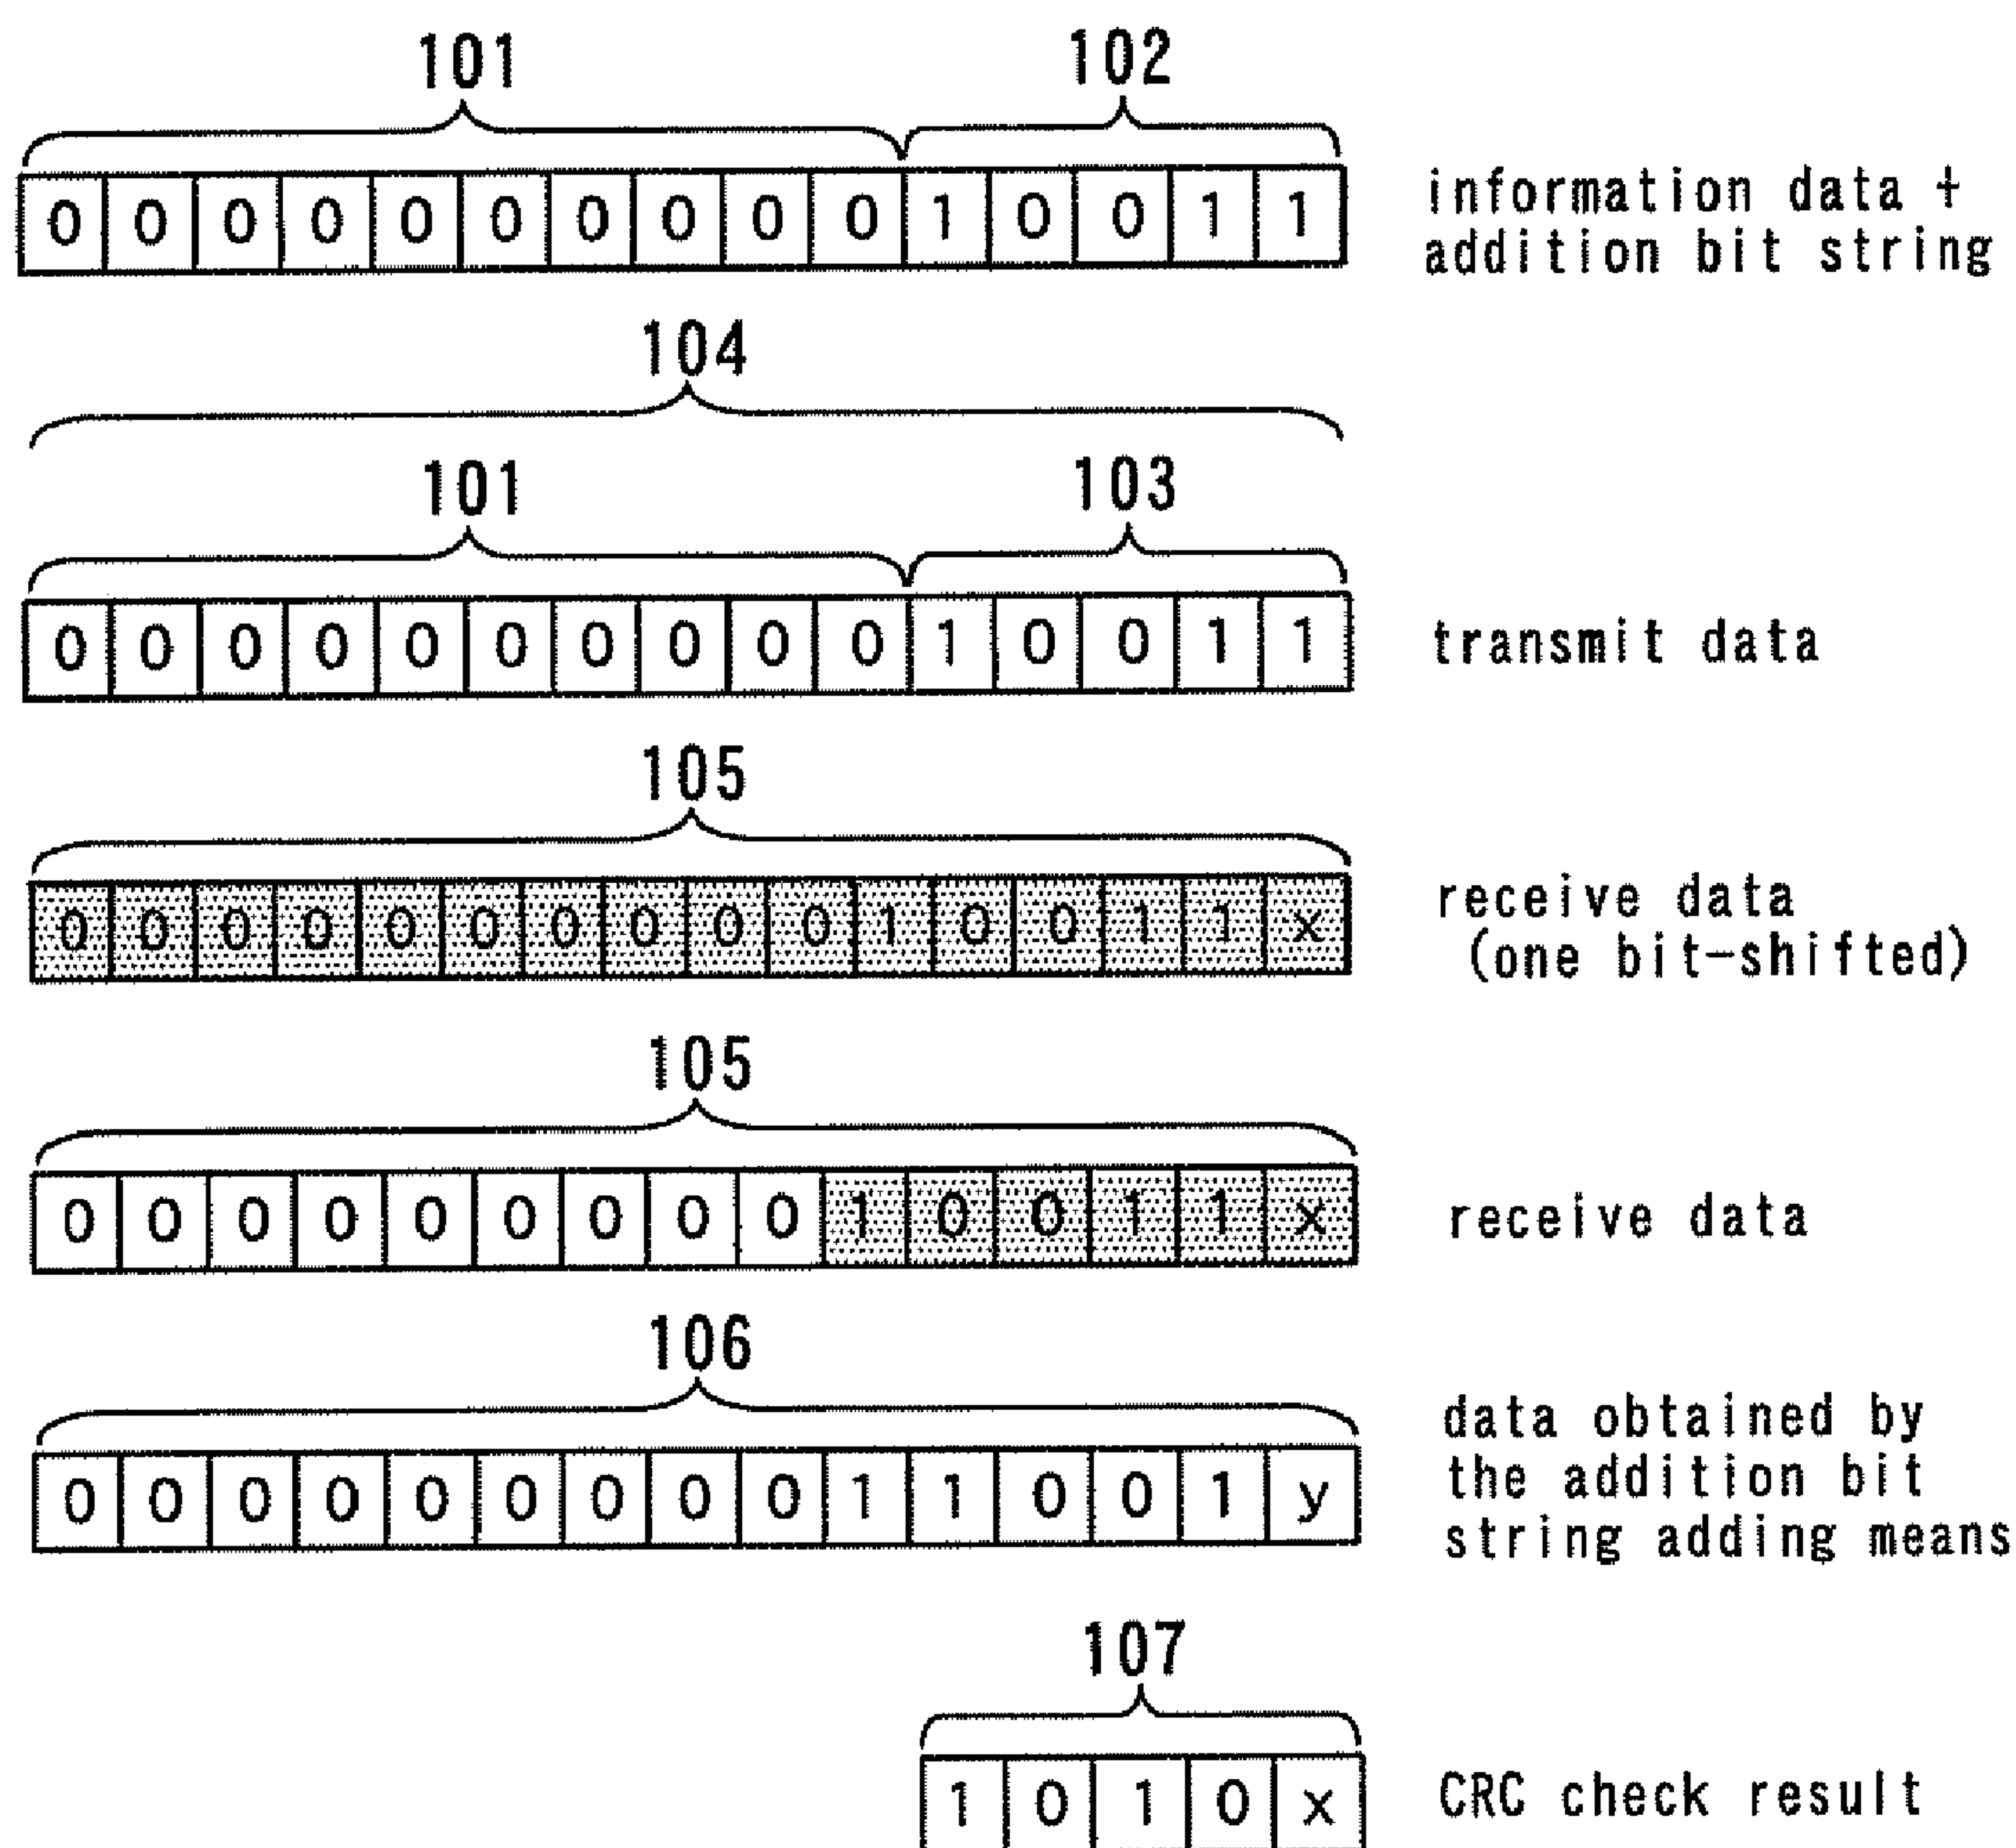 101 102
0 0 0 0 0 0 0 0 0 0 1 0 0 1 1
information data +
addition bit string
104
101 103
0 0 0 0 0 0 0 0 0 0 1 0 0 1 1
transmit data
105
0 0 0 0 0 0 0 0 0 0 1 0 0 1 1 x
receive data
(one bit-shifted)
105
0 0 0 0 0 0 0 0 0 1 0 0 1 1 x
receive data
106
0 0 0 0 0 0 0 0 0 1 1 0 0 1 y
data obtained by
the addition bit
string adding means
107
1 0 1 0 x
CRC check result